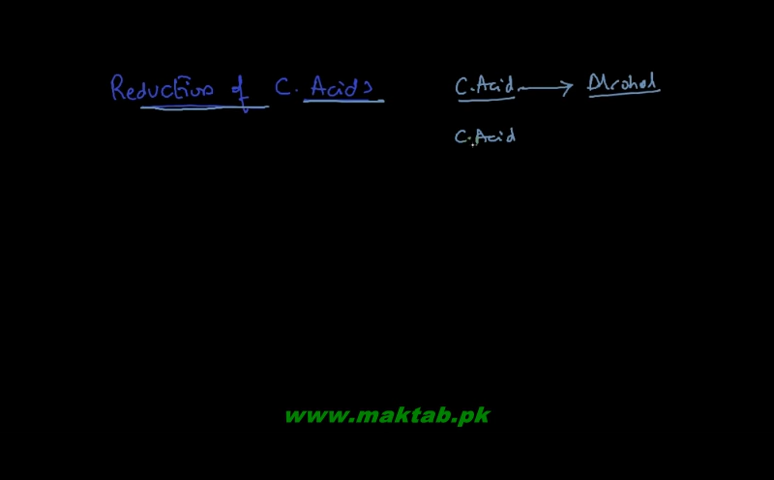 Reduction of C. Acids
C.Acid → Alcohol
C.Acid
www.maktab.pk